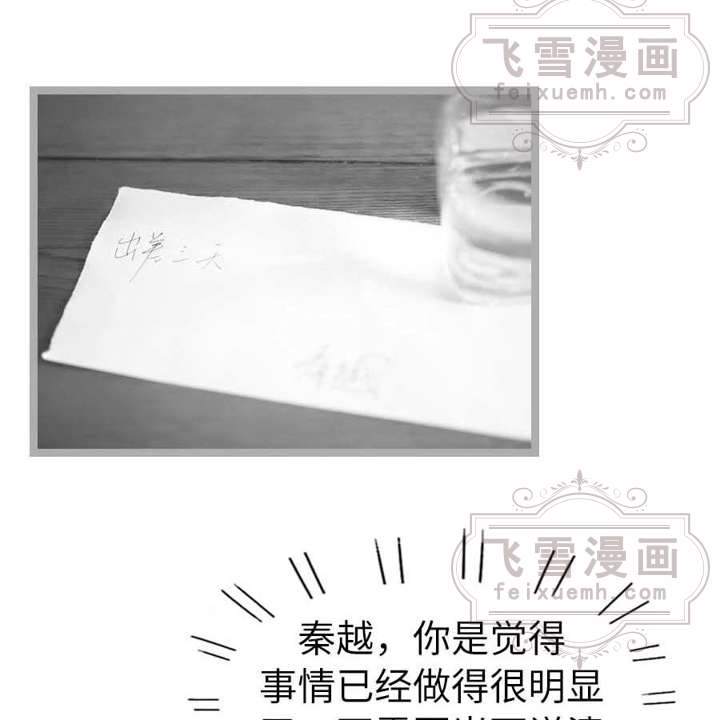 飞雪漫画
feixuemh.com
出差三天
秦越
飞雪漫画
feixuemh.com
秦越，你是觉得
事情已经做得很明显